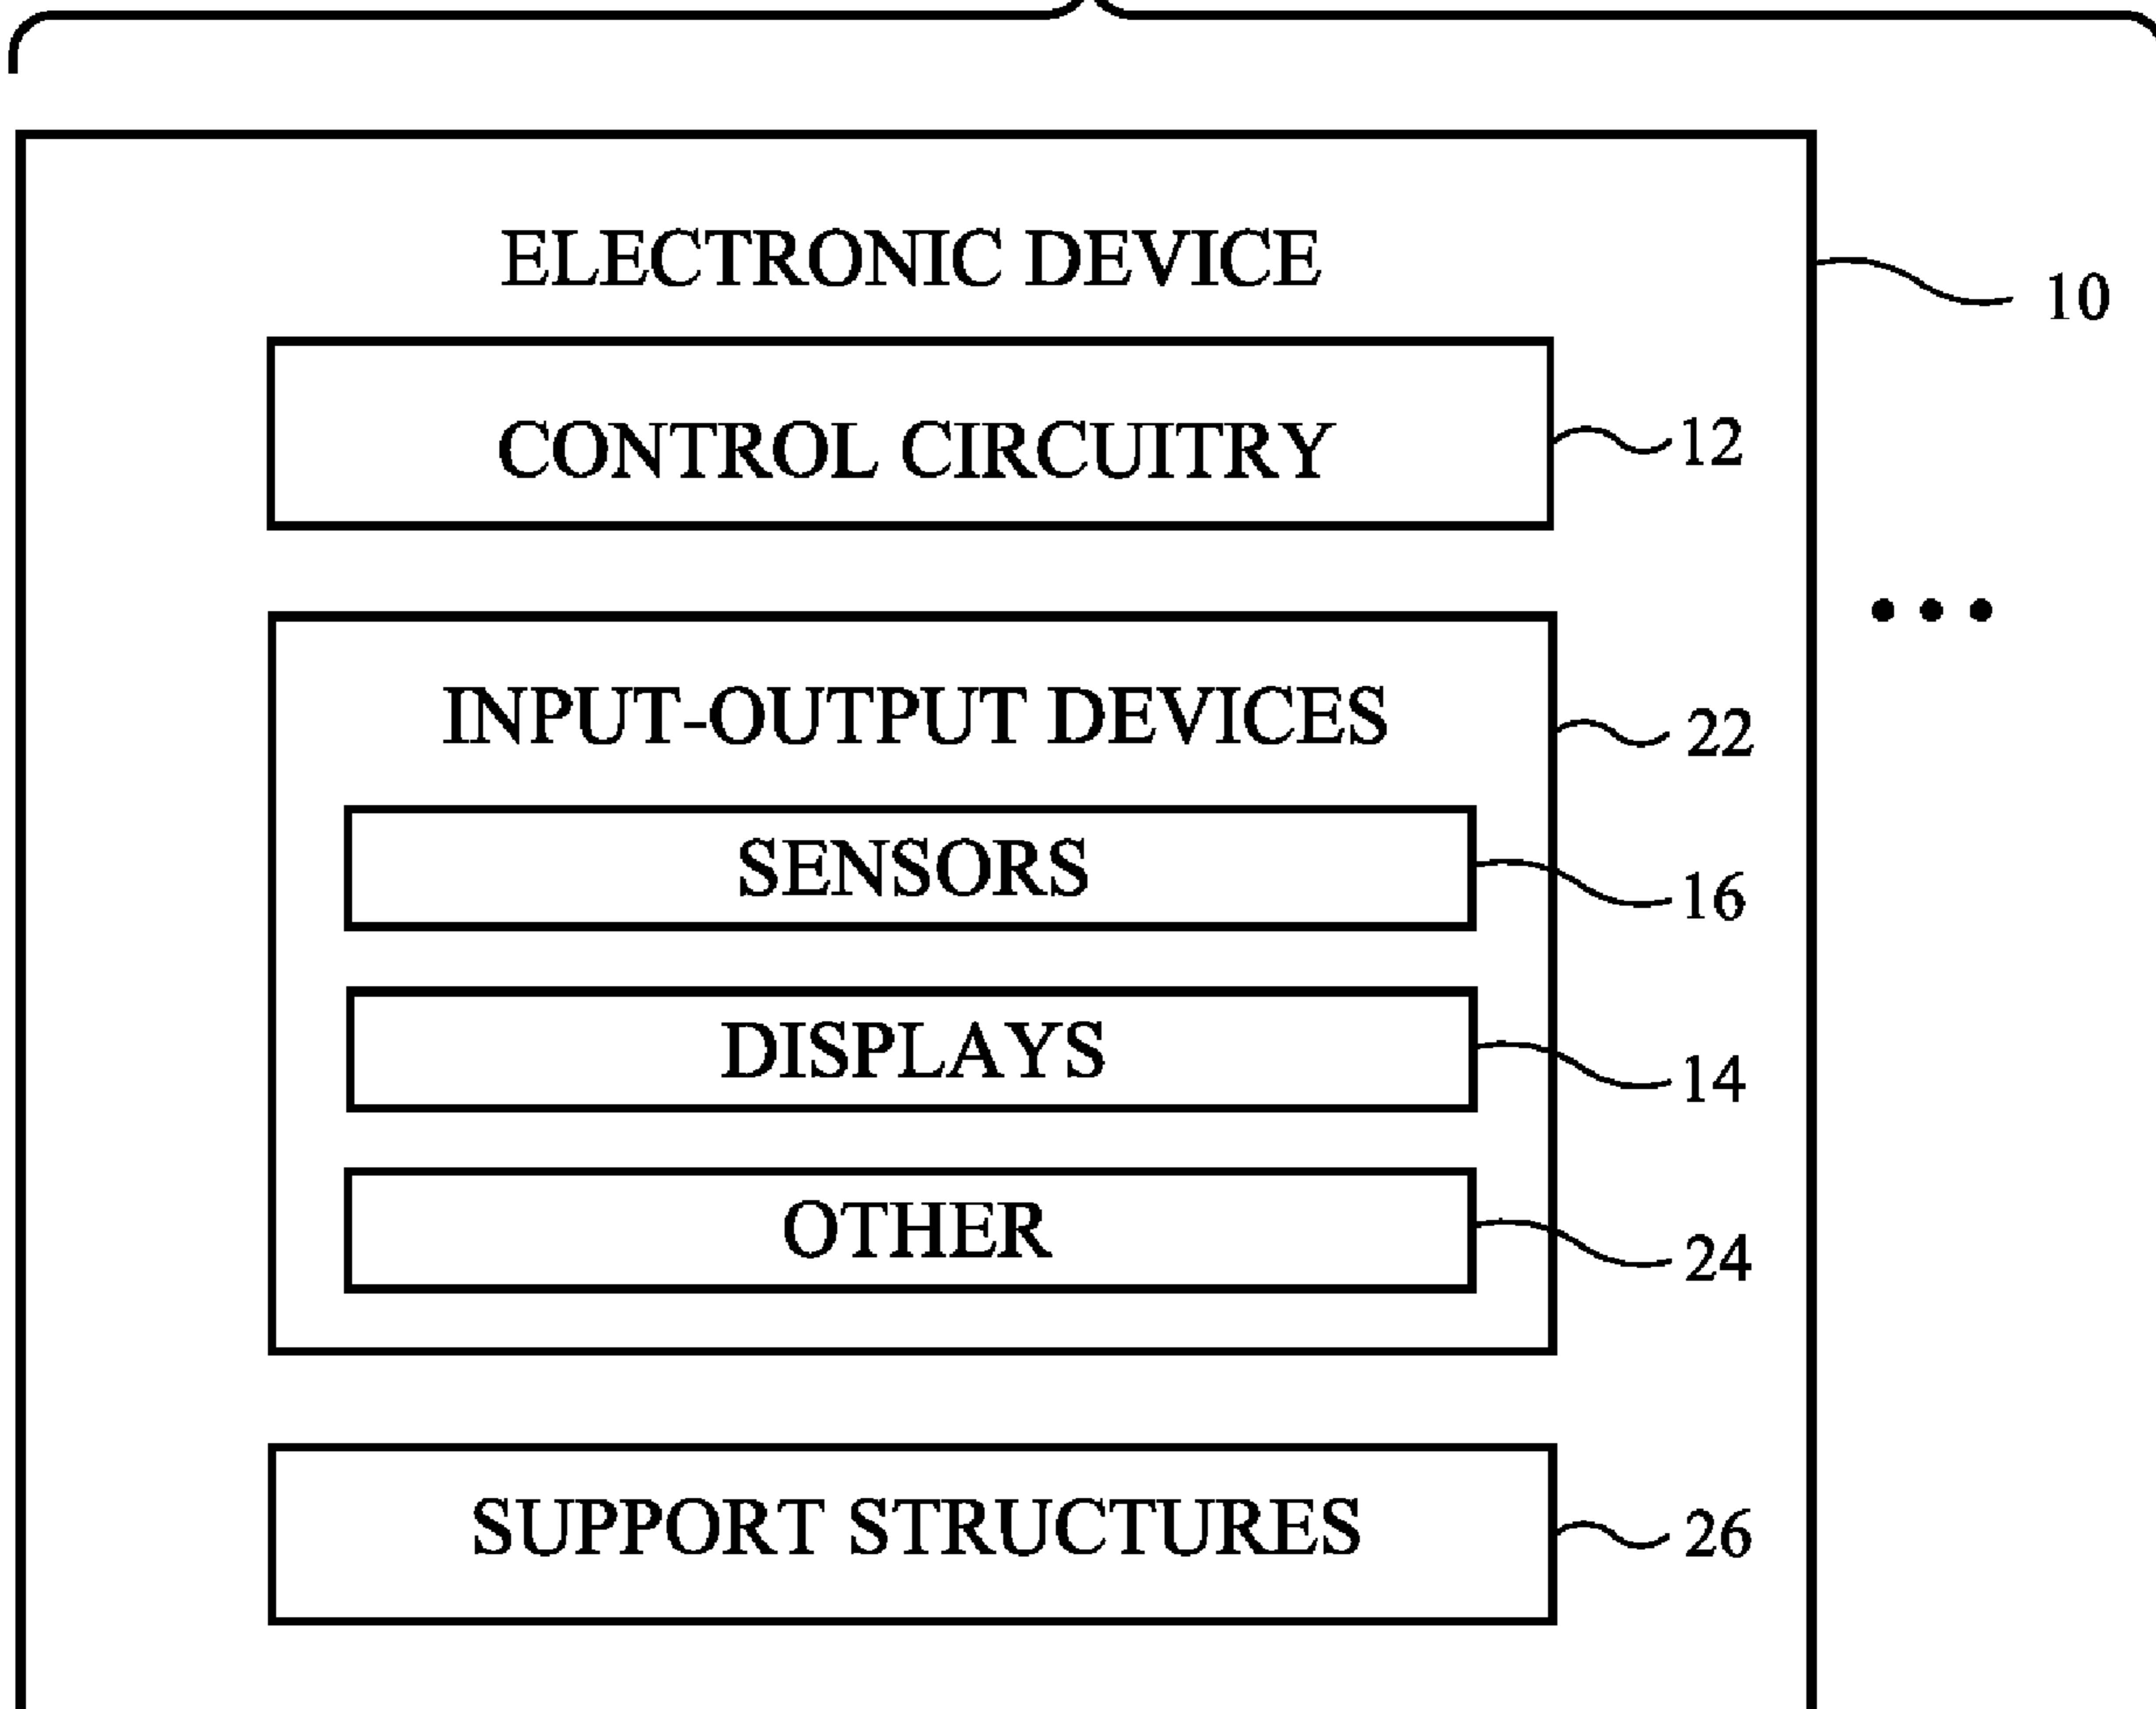 ELECTRONIC DEVICE
10
CONTROL CIRCUITRY
12
INPUT-OUTPUT DEVICES
22
SENSORS
16
DISPLAYS
14
OTHER
24
SUPPORT STRUCTURES
26